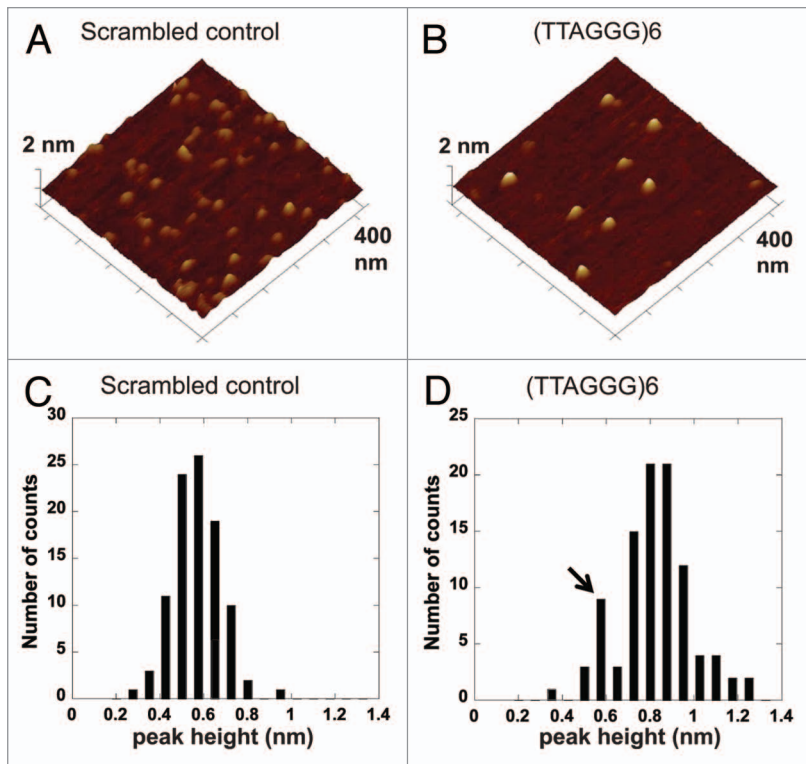 A
Scrambled control
2 nm
400
nm
B
(TTAGGG)6
2 nm
400
nm
C
Scrambled control
30
25
20
15
10
5
0
Number of counts
0 0.2 0.4 0.6 0.8 1 1.2 1.4
peak height (nm)
D
(TTAGGG)6
25
20
15
10
5
0
Number of counts
0 0.2 0.4 0.6 0.8 1 1.2 1.4
peak height (nm)